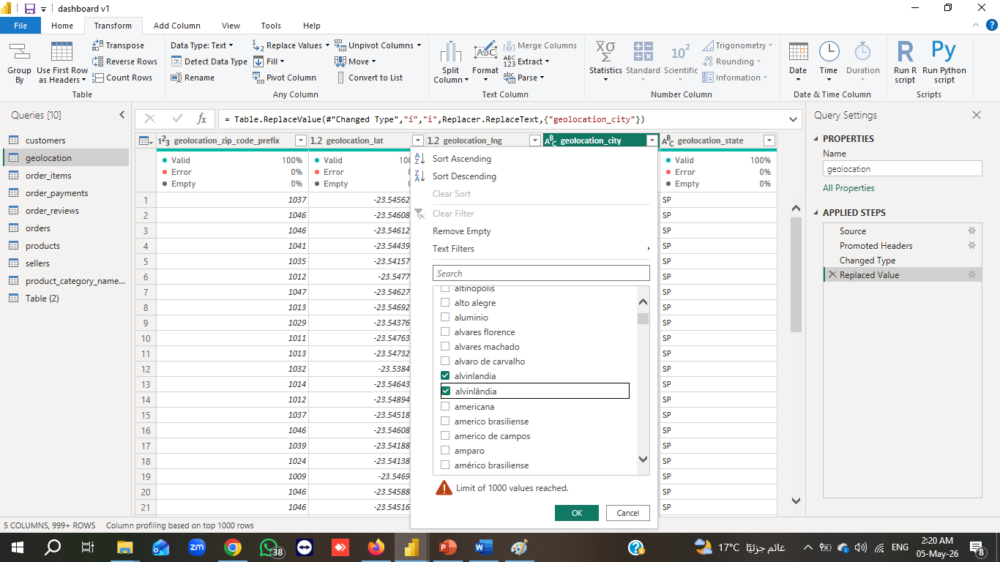 dashboard v1
File Home Transform Add Column View Tools Help
Group By
Use First Row as Headers
Transpose
Reverse Rows
Count Rows
Table
Data Type: Text
Detect Data Type
Rename
Replace Values
Fill
Pivot Column
Unpivot Columns
Move
Convert to List
Any Column
Split Column
Format
Merge Columns
Extract
Parse
Text Column
Statistics
Standard
Scientific
Trigonometry
Rounding
Information
Number Column
Date
Time
Duration
Date & Time Column
Run R script
Run Python script
Scripts
Queries [10]
customers
geolocation
order_items
order_payments
order_reviews
orders
products
sellers
product_category_name...
Table (2)
= Table.ReplaceValue(#"Changed Type","í","i",Replacer.ReplaceText,{"geolocation_city"})
geolocation_zip_code_prefix geolocation_lat geolocation_lng geolocation_city geolocation_state
Valid 100% Valid 100% Valid 100%
Error 0% Error 0% Error 0%
Empty 0% Empty 0% Empty 0%
1 1037 -23.54562 SP
2 1046 -23.54608 SP
3 1046 -23.54612 SP
4 1041 -23.54439 SP
5 1035 -23.54157 SP
6 1012 -23.5477 SP
7 1047 -23.54627 SP
8 1013 -23.54692 SP
9 1029 -23.54376 SP
10 1011 -23.54763 SP
11 1013 -23.54732 SP
12 1032 -23.5384 SP
13 1014 -23.54643 SP
14 1012 -23.54894 SP
15 1037 -23.54518 SP
16 1046 -23.54608 SP
17 1039 -23.54188 SP
18 1024 -23.54138 SP
19 1009 -23.5469 SP
20 1046 -23.54588 SP
21 1046 -23.54516 SP
Sort Ascending
Sort Descending
Clear Sort
Clear Filter
Remove Empty
Text Filters
Search
altinopolis
alto alegre
aluminio
alvares florence
alvares machado
alvaro de carvalho
alvinlandia
alvinlândia
americana
americo brasiliense
americo de campos
amparo
américo brasiliense
Limit of 1000 values reached.
OK Cancel
Query Settings
PROPERTIES
Name
geolocation
All Properties
APPLIED STEPS
Source
Promoted Headers
Changed Type
Replaced Value
5 COLUMNS, 999+ ROWS Column profiling based on top 1000 rows
zm
38
17°C غائم جزئيًا
ENG
2:20 AM
05-May-26
8